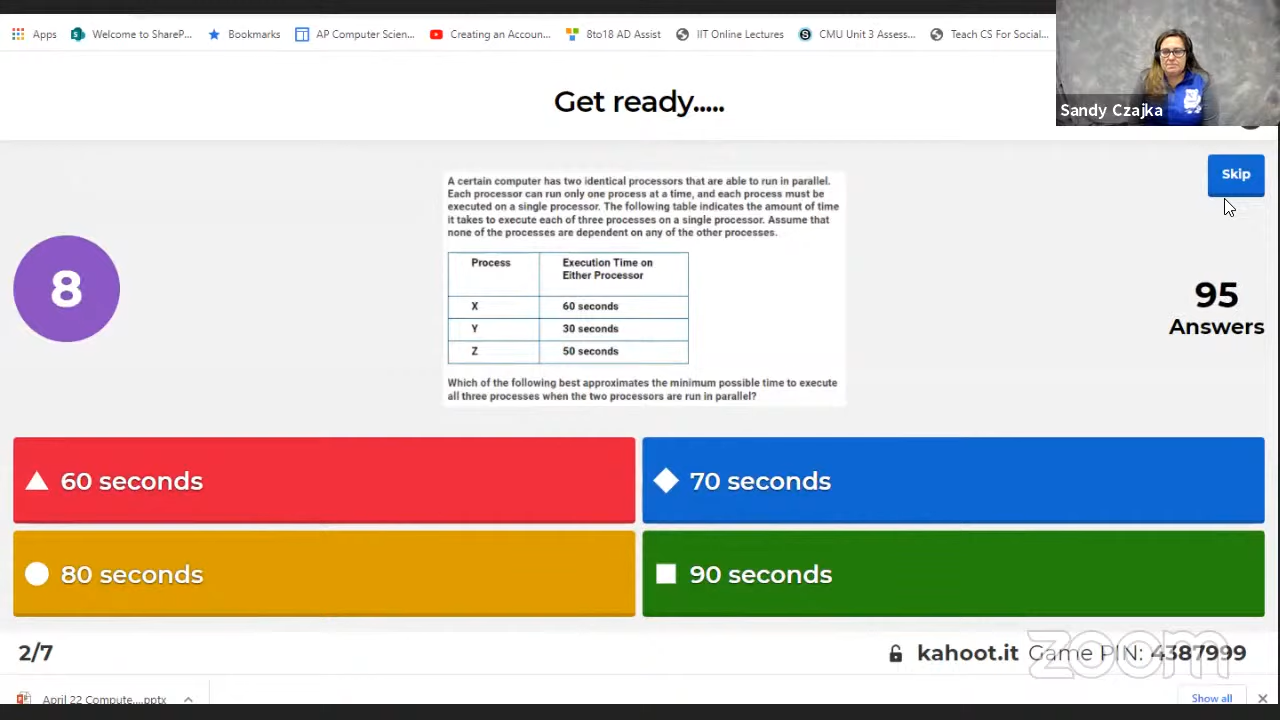 Apps Welcome to ShareP... Bookmarks AP Computer Scien... Creating an Accoun... 8to18 AD Assist IIT Online Lectures CMU Unit 3 Assess... Teach CS For Social...
Sandy Czajka
Get ready.....
Skip
A certain computer has two identical processors that are able to run in parallel.
Each processor can run only one process at a time, and each process must be
executed on a single processor. The following table indicates the amount of time
it takes to execute each of three processes on a single processor. Assume that
none of the processes are dependent on any of the other processes.
Process Execution Time on
Either Processor
X 60 seconds
Y 30 seconds
Z 50 seconds
Which of the following best approximates the minimum possible time to execute
all three processes when the two processors are run in parallel?
8
95
Answers
60 seconds
70 seconds
80 seconds
90 seconds
2/7
kahoot.it Game PIN: 4387999
zoom
April 22 Compute....pptx
Show all